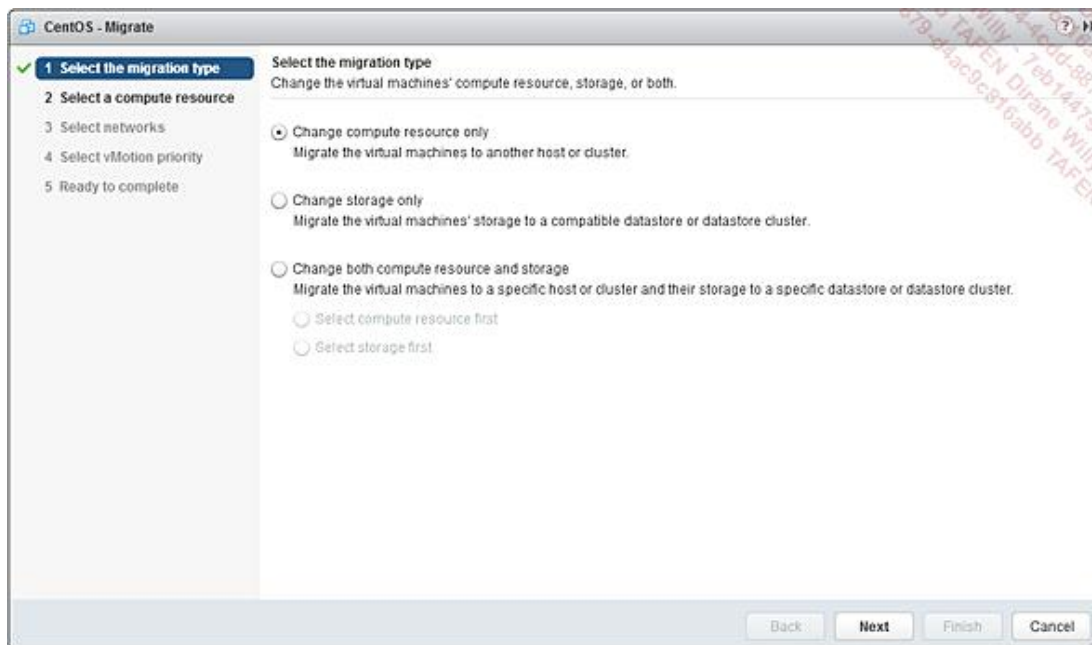 CentOS - Migrate
1 Select the migration type
2 Select a compute resource
3 Select networks
4 Select vMotion priority
5 Ready to complete
Select the migration type
Change the virtual machines' compute resource, storage, or both.
Change compute resource only
Migrate the virtual machines to another host or cluster.
Change storage only
Migrate the virtual machines' storage to a compatible datastore or datastore cluster.
Change both compute resource and storage
Migrate the virtual machines to a specific host or cluster and their storage to a specific datastore or datastore cluster.
Select compute resource first
Select storage first
Back
Next
Finish
Cancel